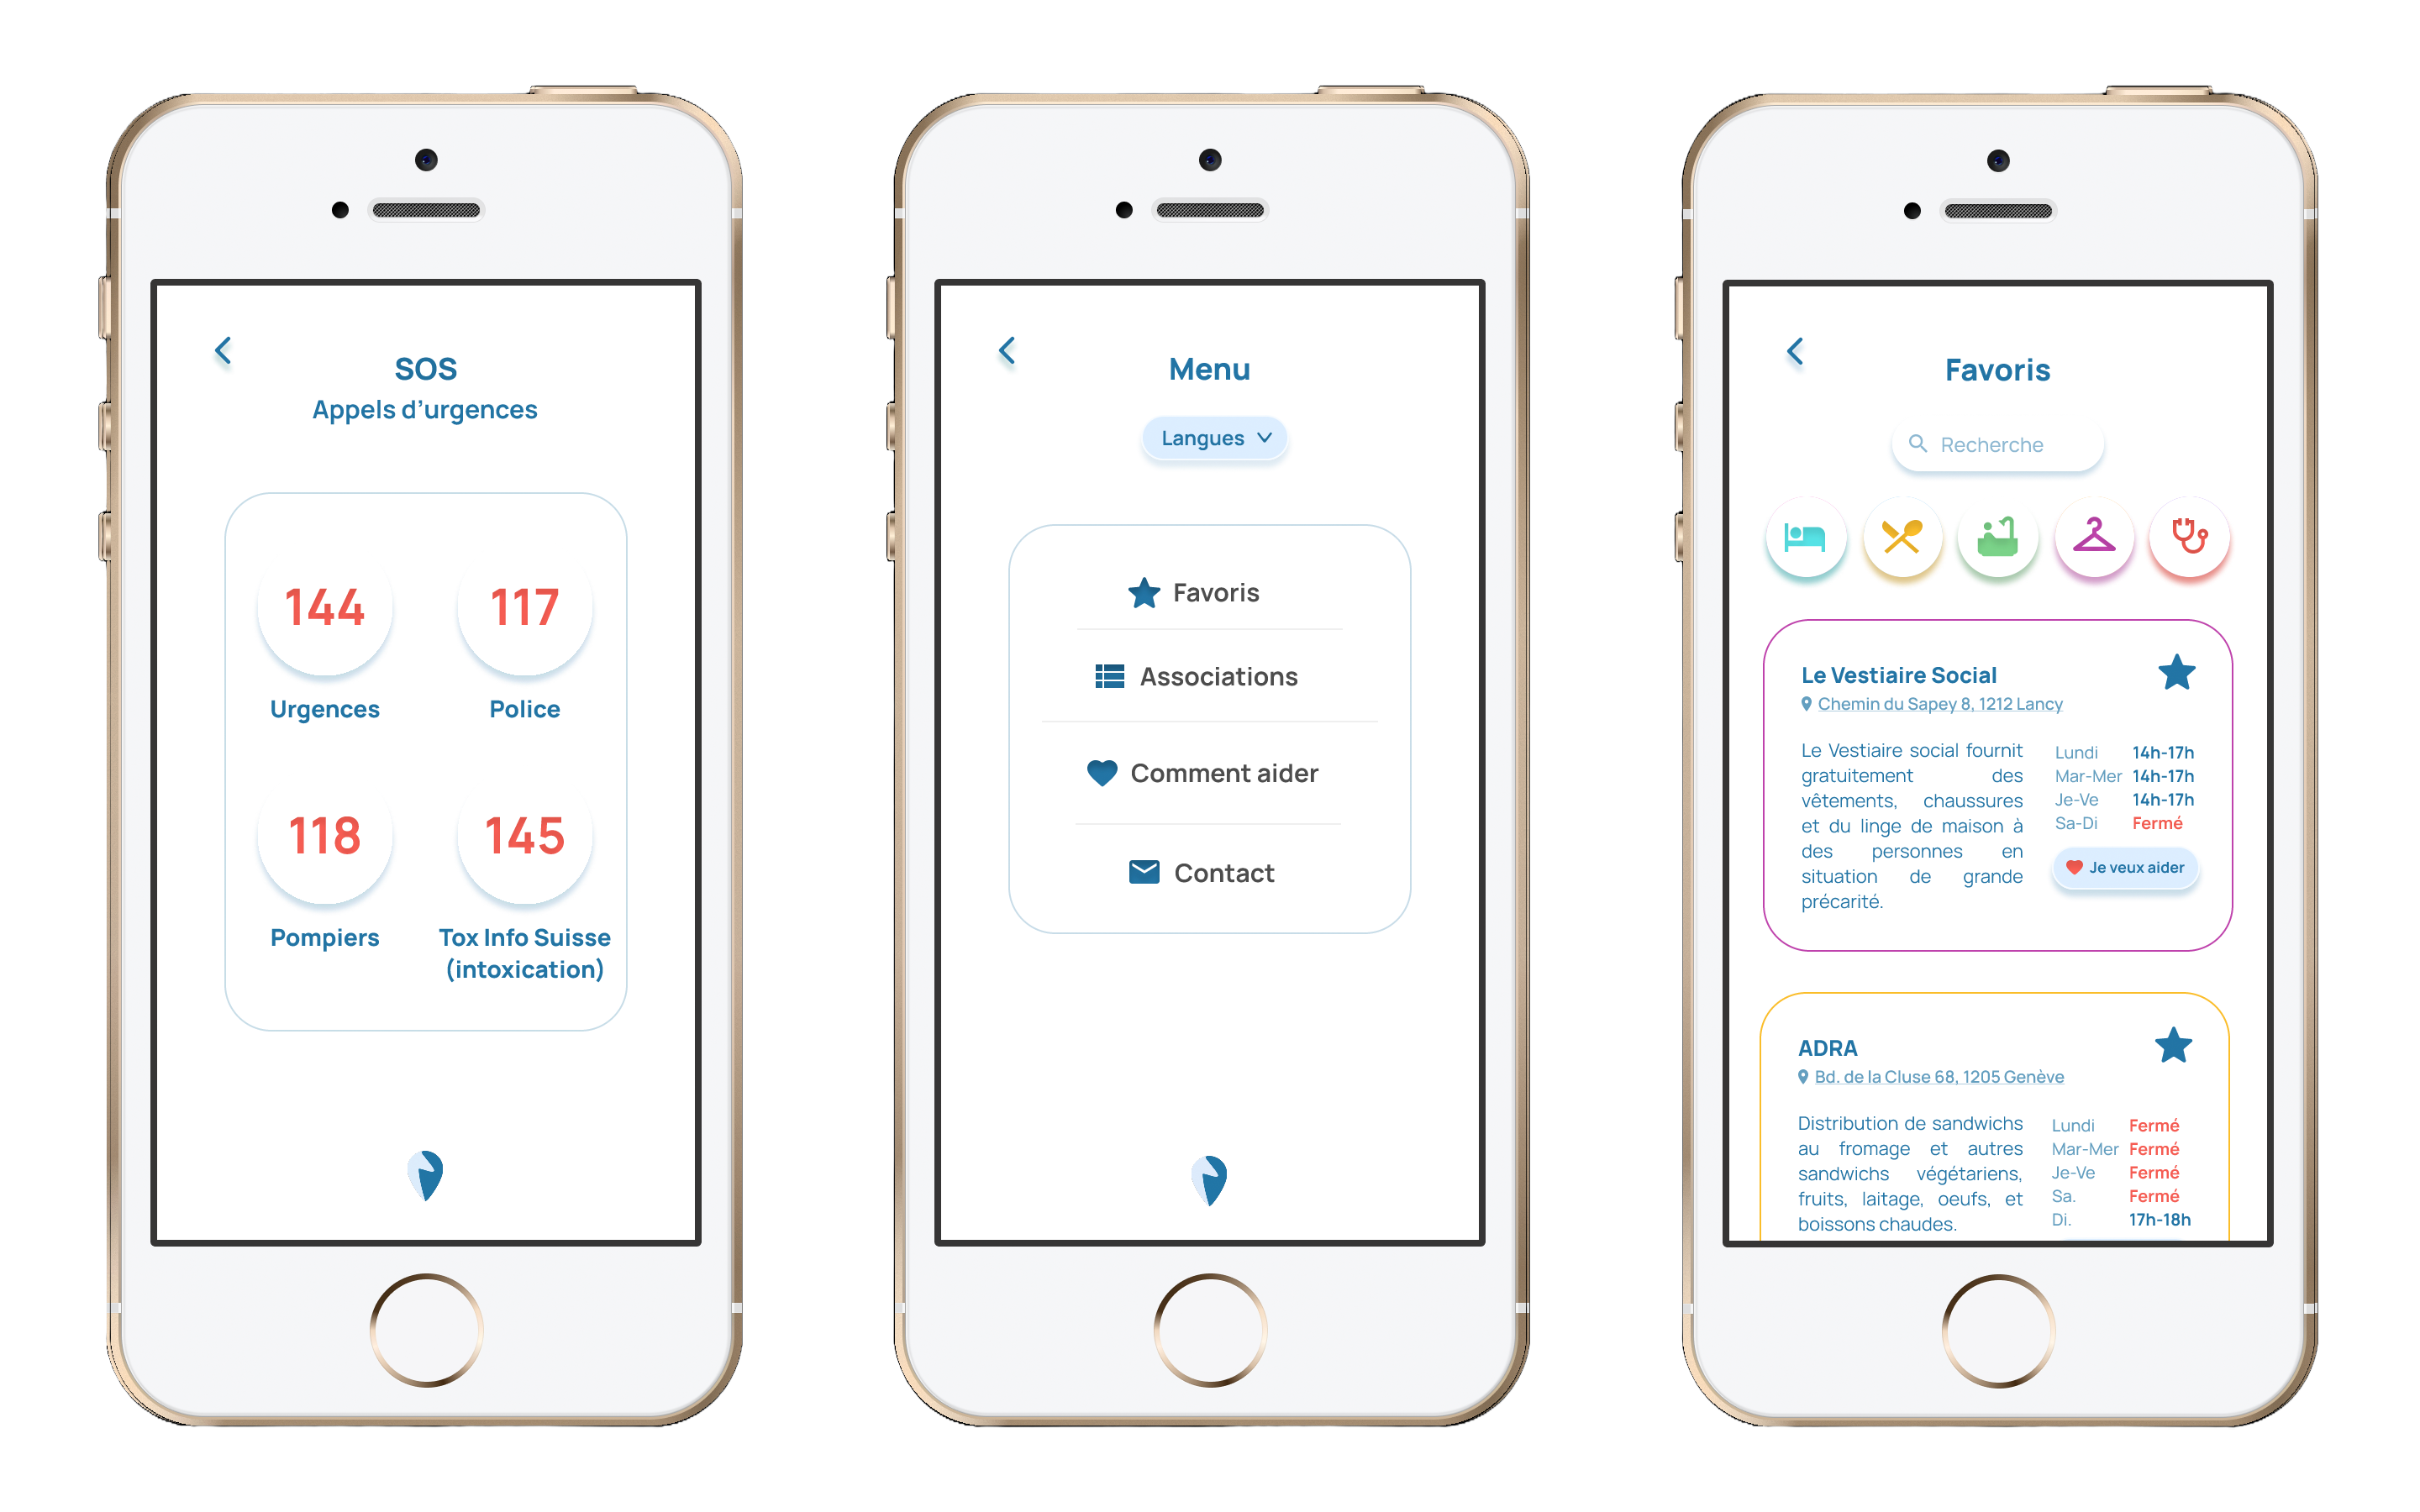 SOS
Appels d’urgences
144
117
Urgences
Police
118
145
Pompiers
Tox Info Suisse
(intoxication)
Menu
Langues
Favoris
Associations
Comment aider
Contact
Favoris
Recherche
Le Vestiaire Social
Chemin du Sapey 8, 1212 Lancy
Le Vestiaire social fournit
gratuitement des
vêtements, chaussures
et du linge de maison à
des personnes en
situation de grande
précarité.
Lundi 14h-17h
Mar-Mer 14h-17h
Je-Ve 14h-17h
Sa-Di Fermé
Je veux aider
ADRA
Bd. de la Cluse 68, 1205 Genève
Distribution de sandwichs
au fromage et autres
sandwichs végétariens,
fruits, laitage, oeufs, et
boissons chaudes.
Lundi Fermé
Mar-Mer Fermé
Je-Ve Fermé
Sa. Fermé
Di. 17h-18h